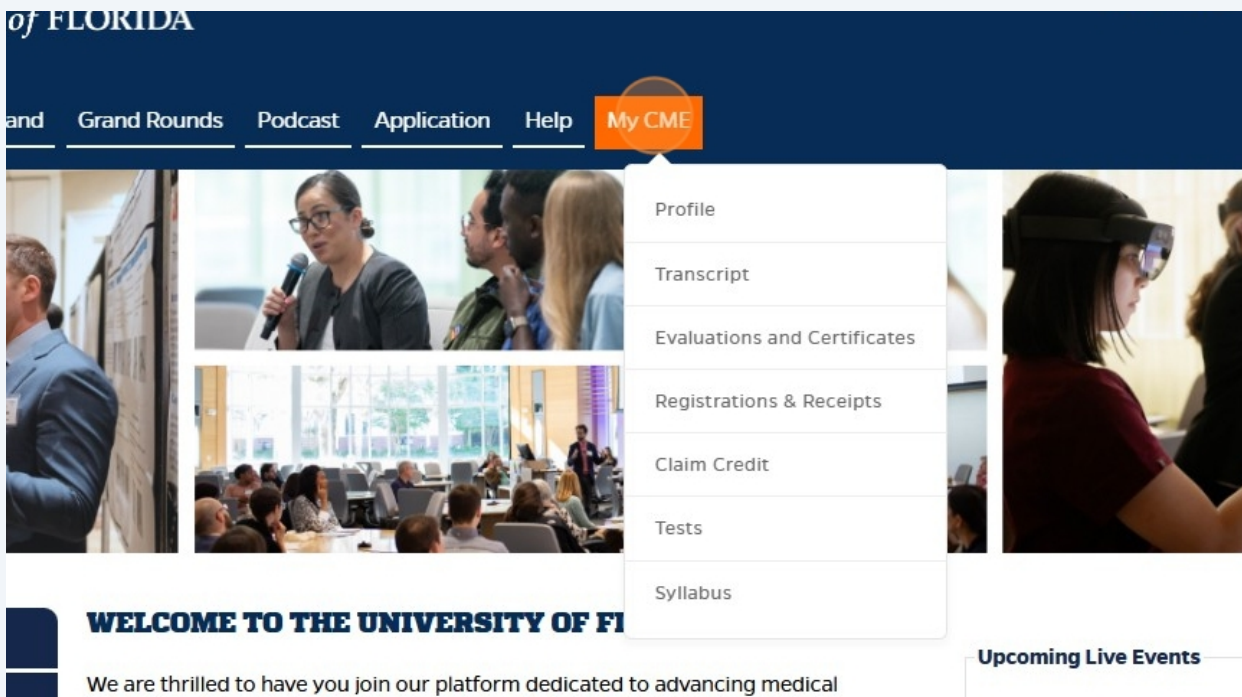 of FLORIDA
and Grand Rounds Podcast Application Help My CME
Profile
Transcript
Evaluations and Certificates
Registrations & Receipts
Claim Credit
Tests
Syllabus
WELCOME TO THE UNIVERSITY OF
Upcoming Live Events
We are thrilled to have you join our platform dedicated to advancing medical